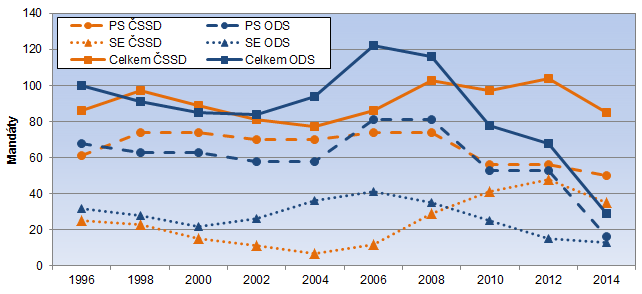 140
120
100
80
60
40
20
0
Mandáty
PS ČSSD PS ODS
SE ČSSD SE ODS
Celkem ČSSD Celkem ODS
1996 1998 2000 2002 2004 2006 2008 2010 2012 2014